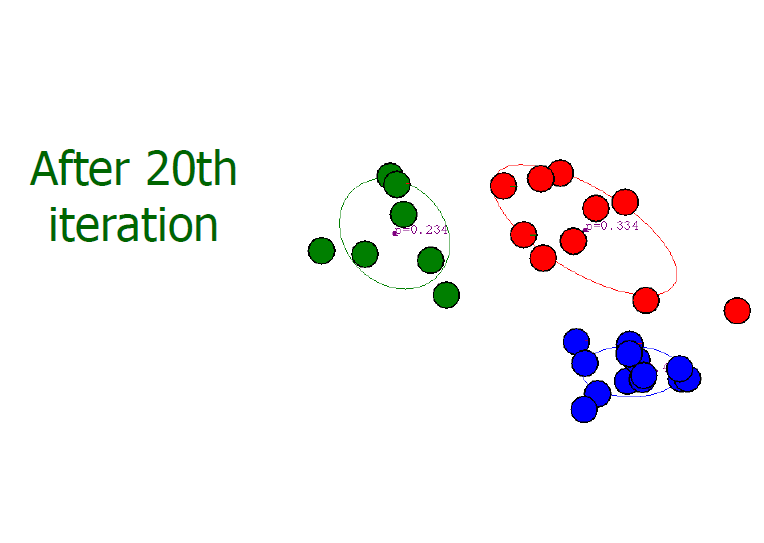 After 20th
iteration
p=0.234
p=0.334